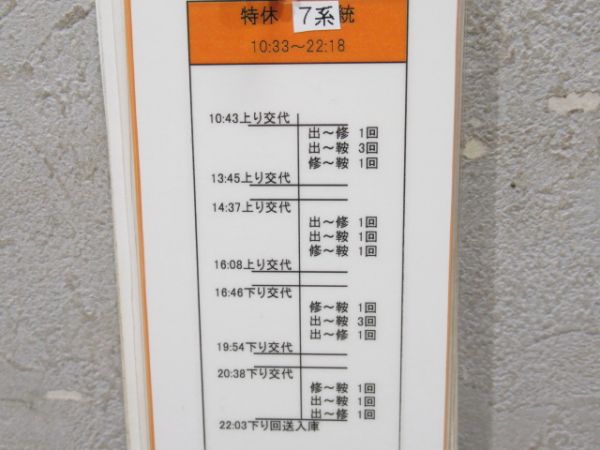 特休 7系統
10:33～22:18
10:43上り交代
出～修 1回
出～鞍 3回
修～鞍 1回
13:45上り交代
14:37上り交代
出～修 1回
出～鞍 1回
修～鞍 1回
16:08上り交代
16:46下り交代
修～鞍 1回
出～鞍 3回
出～修 1回
19:54下り交代
20:38下り交代
修～鞍 1回
出～鞍 1回
出～修 1回
22:03下り回送入庫